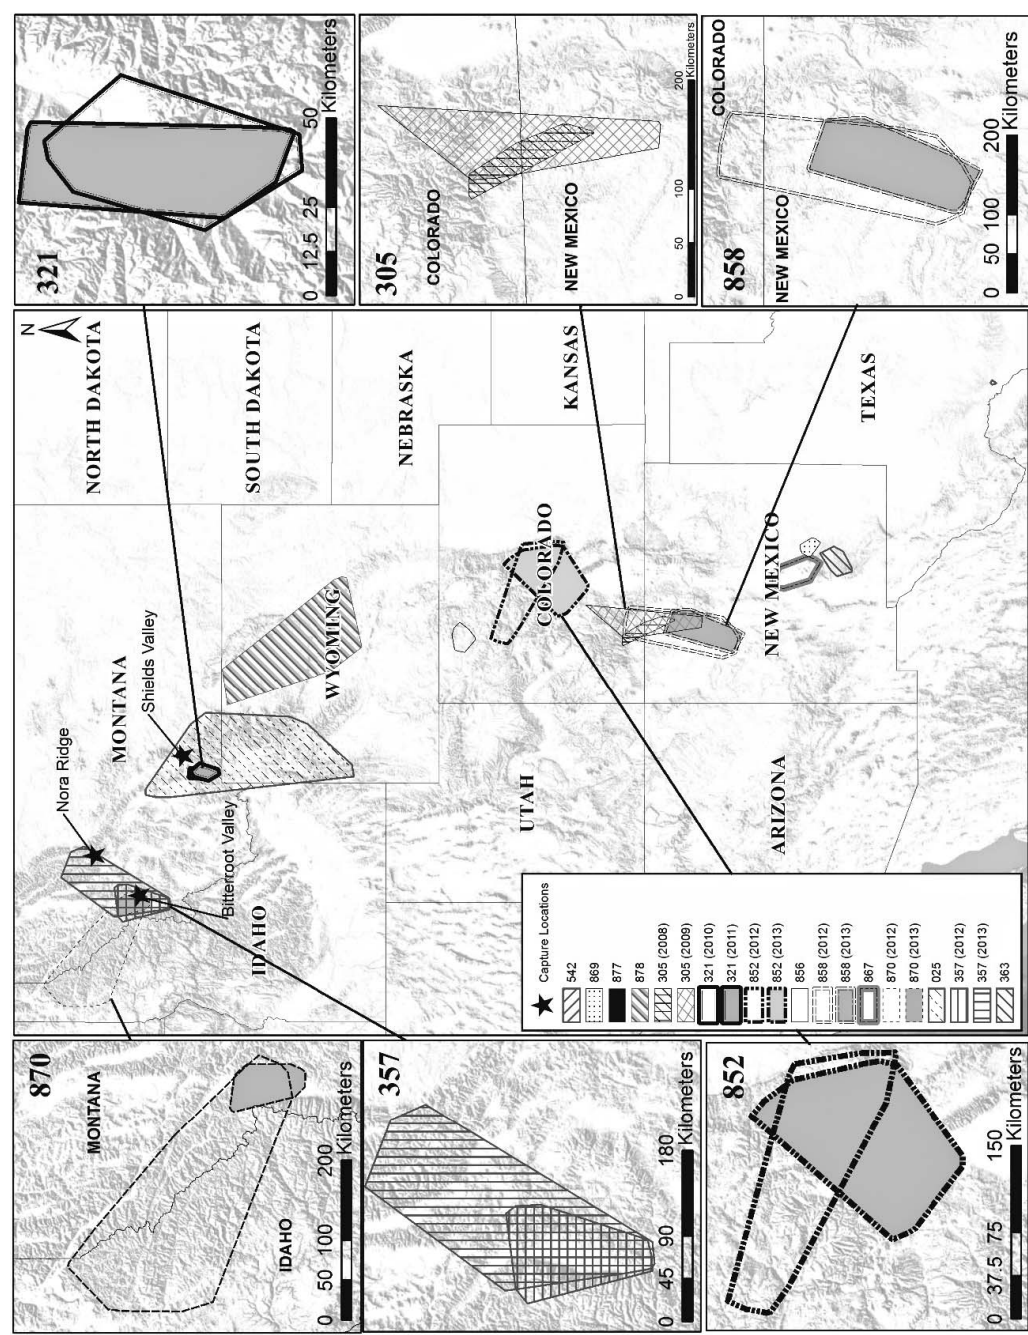 870
MONTANA
IDAHO
0 50 100 200
Kilometers
357
0 45 90 180
Kilometers
852
0 37.5 75 150
Kilometers
N
NORTH DAKOTA
SOUTH DAKOTA
NEBRASKA
KANSAS
TEXAS
MONTANA
WYOMING
COLORADO
NEW MEXICO
IDAHO
UTAH
ARIZONA
Nora Ridge
Shields Valley
Bitterroot Valley
Capture Locations
542
869
877
878
305 (2008)
305 (2009)
321 (2010)
321 (2011)
852 (2012)
852 (2013)
856
858 (2012)
858 (2013)
867
870 (2012)
870 (2013)
025
357 (2012)
357 (2013)
363
321
0 12.5 25 50
Kilometers
305
COLORADO
NEW MEXICO
0 50 100 200
Kilometers
858
COLORADO
NEW MEXICO
0 50 100 200
Kilometers